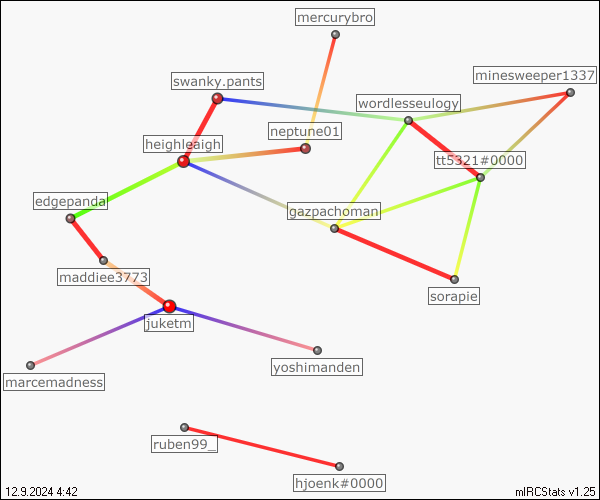 mercurybro
swanky.pants
minesweeper1337
wordlesseulogy
neptune01
heighleaigh
tt5321#0000
edgepanda
gazpachoman
maddiee3773
sorapie
juketm
yoshimanden
marcemadness
ruben99_
hjoenk#0000
12.9.2024 4:42
mIRCStats v1.25